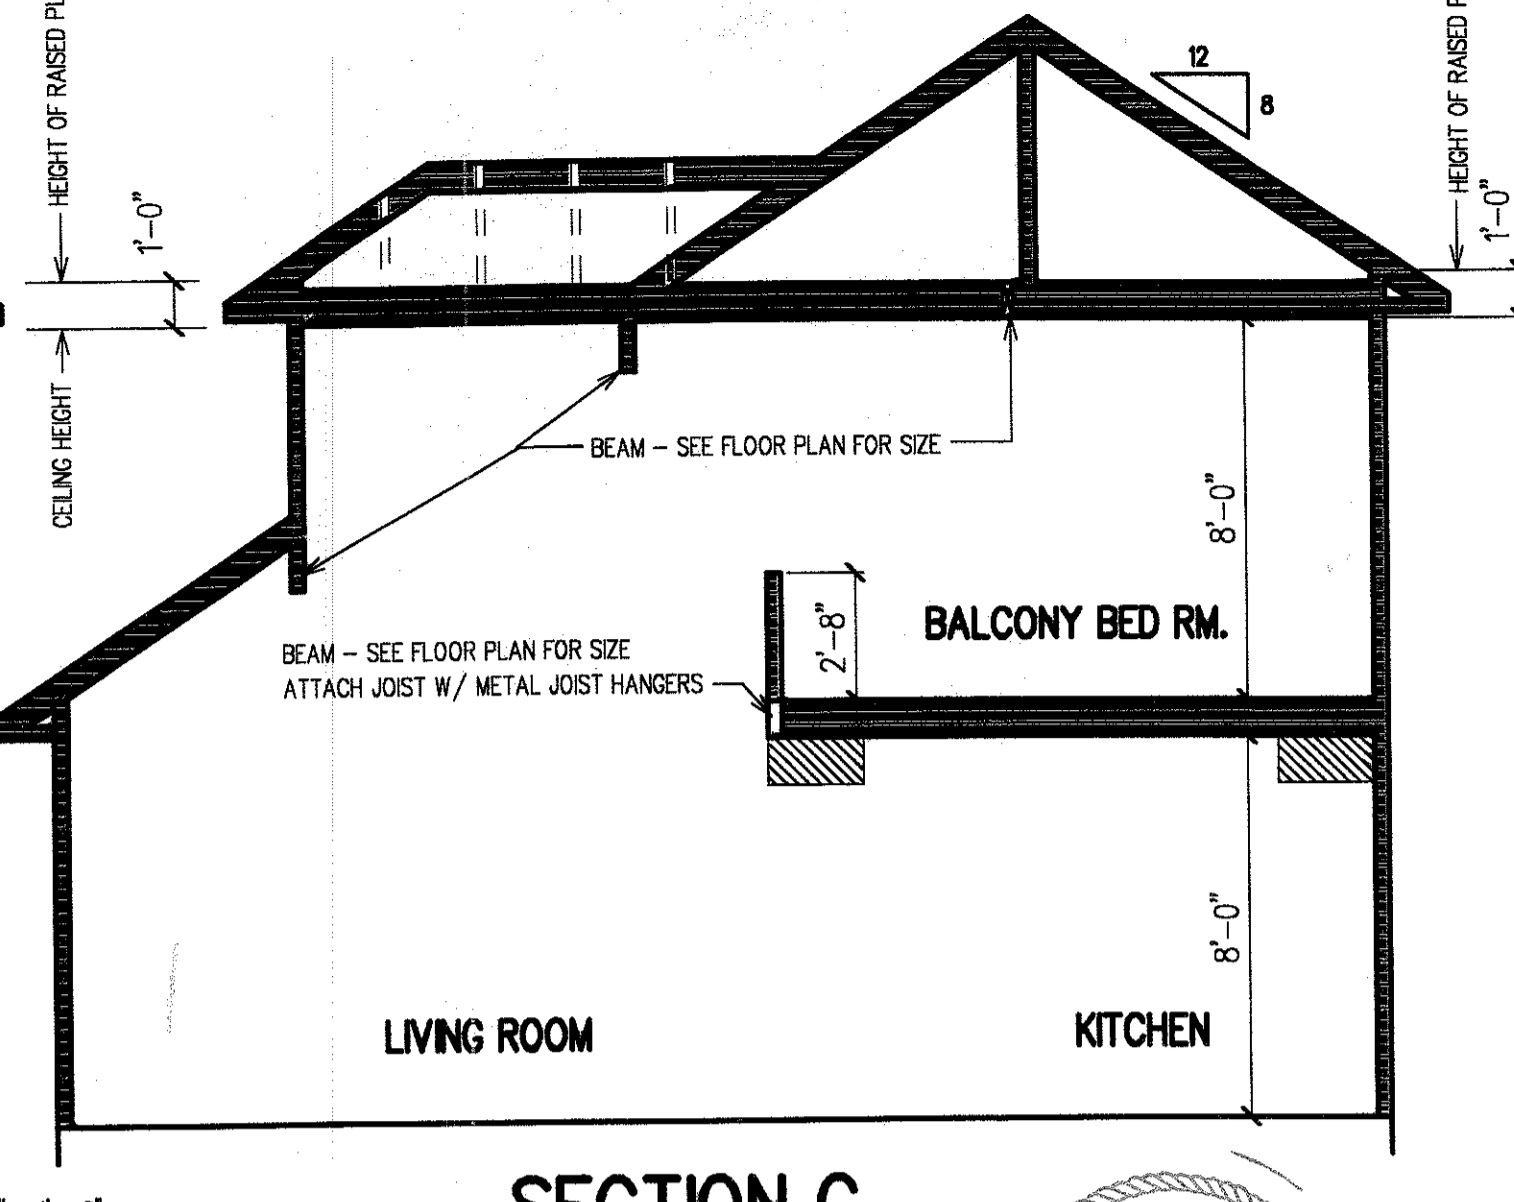 HEIGHT OF RAISED
12
8
HEIGHT OF RAISED
1'-0"
1'-0"
CEILING HEIGHT
BEAM – SEE FLOOR PLAN FOR SIZE
8'-0"
2'-8"
BALCONY BED RM.
BEAM – SEE FLOOR PLAN FOR SIZE
ATTACH JOIST W/ METAL JOIST HANGERS
8'-0"
LIVING ROOM
KITCHEN
SECTION C